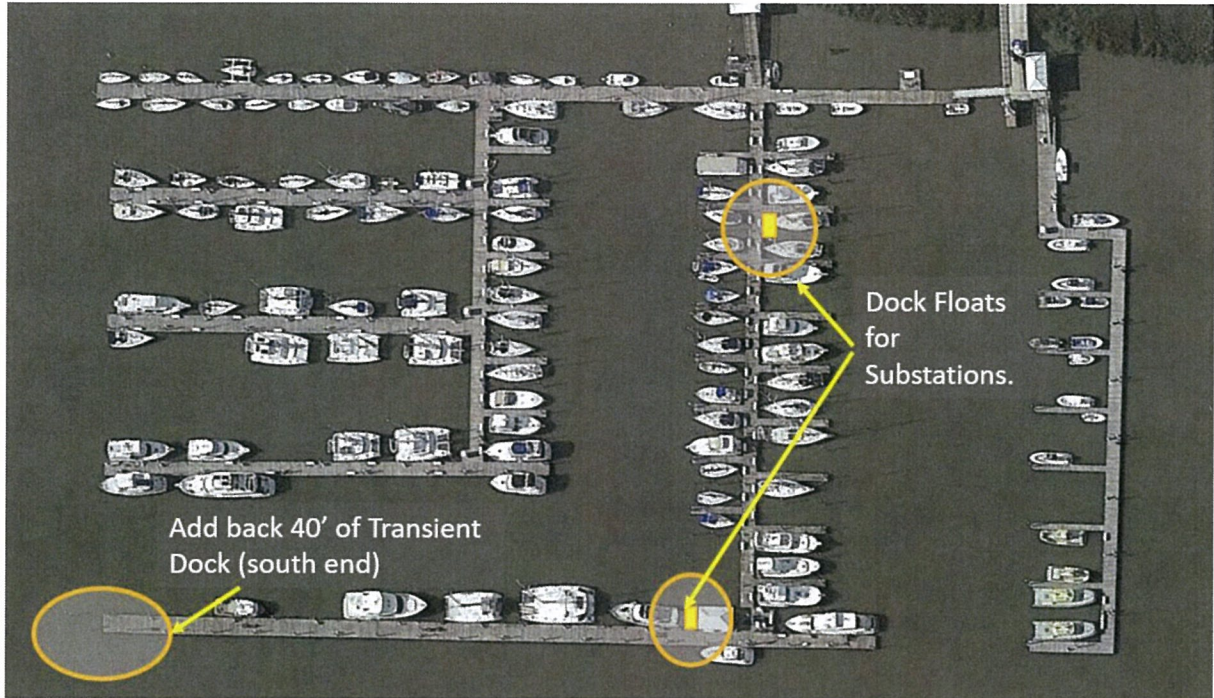 Dock Floats
for
Substations.
Add back 40’ of Transient
Dock (south end)